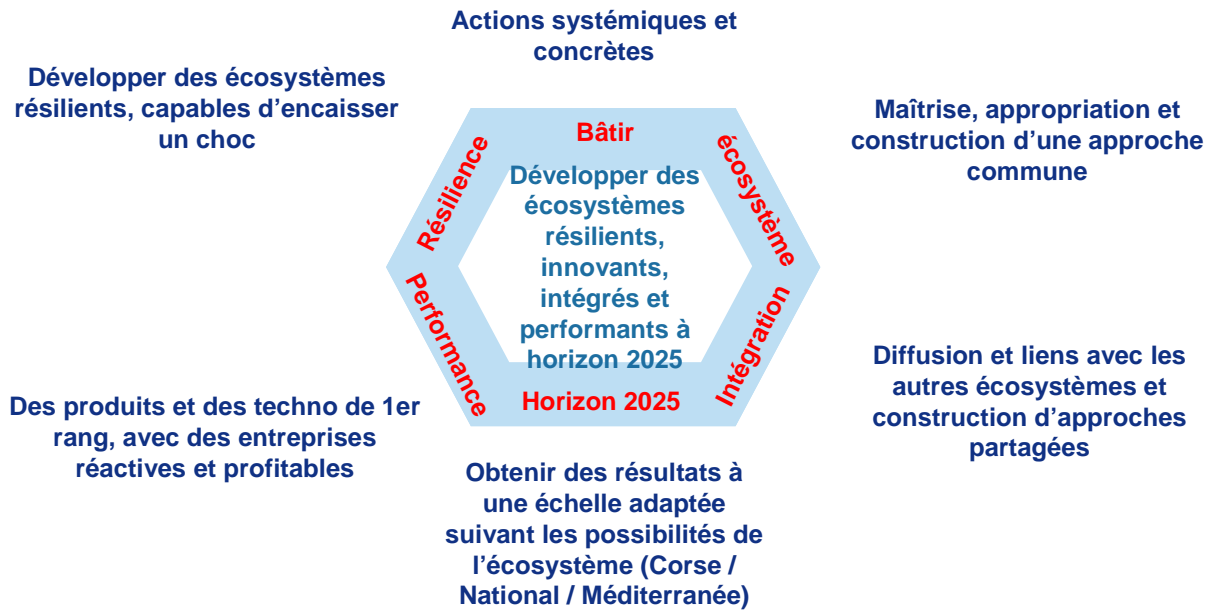 Actions systémiques et
concrètes
Développer des écosystèmes
résilients, capables d'encaisser
un choc
Maîtrise, appropriation et
construction d'une approche
commune
Bâtir
écosystème
Résilience
Développer des
écosystèmes
résilients,
innovants,
intégrés et
performants à
horizon 2025
Performance
Intégration
Horizon 2025
Diffusion et liens avec les
autres écosystèmes et
construction d'approches
partagées
Des produits et des techno de 1er
rang, avec des entreprises
réactives et profitables
Obtenir des résultats à
une échelle adaptée
suivant les possibilités de
l'écosystème (Corse /
National / Méditerranée)